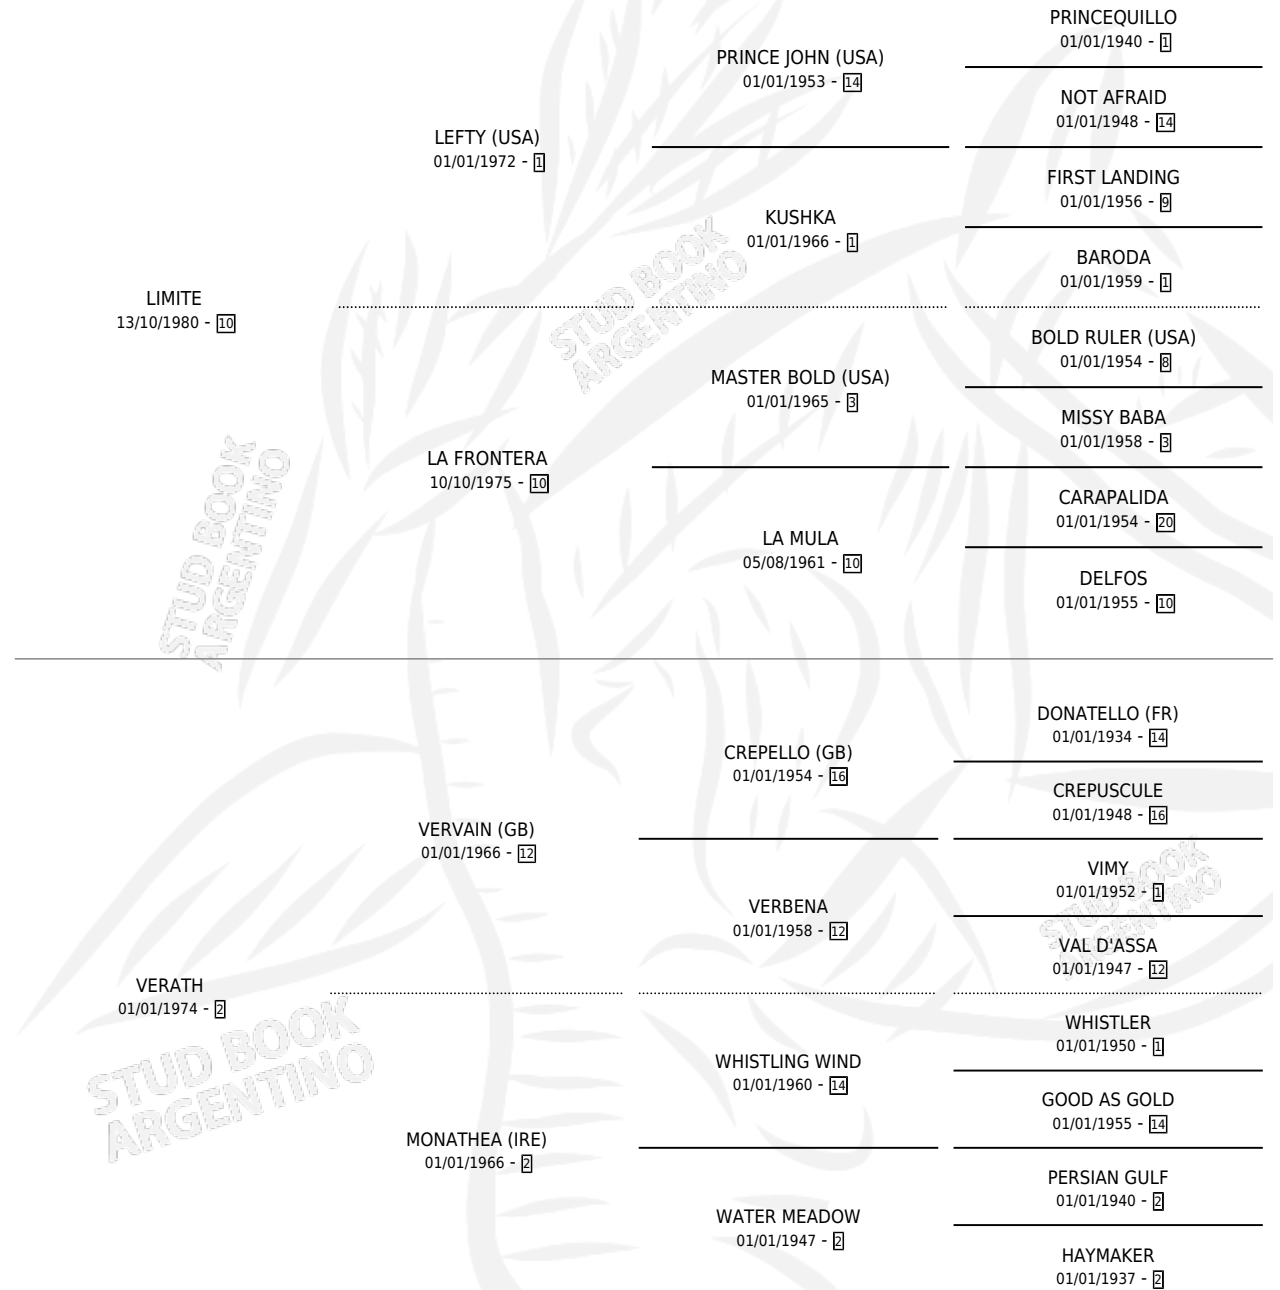 PRINCEQUILLO
01/01/1940 - 1
PRINCE JOHN (USA)
01/01/1953 - 14
NOT AFRAID
01/01/1948 - 14
LEFTY (USA)
01/01/1972 - 1
FIRST LANDING
01/01/1956 - 9
KUSHKA
01/01/1966 - 1
BARODA
01/01/1959 - 1
LIMITE
13/10/1980 - 10
BOLD RULER (USA)
01/01/1954 - 8
MASTER BOLD (USA)
01/01/1965 - 3
MISSY BABA
01/01/1958 - 3
LA FRONTERA
10/10/1975 - 10
CARAPALIDA
01/01/1954 - 20
LA MULA
05/08/1961 - 10
DELFOS
01/01/1955 - 10
DONATELLO (FR)
01/01/1934 - 14
CREPELLO (GB)
01/01/1954 - 16
CREPUSCULE
01/01/1948 - 16
VERVAIN (GB)
01/01/1966 - 12
VIMY
01/01/1952 - 1
VERBENA
01/01/1958 - 12
VAL D'ASSA
01/01/1947 - 12
VERATH
01/01/1974 - 2
WHISTLER
01/01/1950 - 1
WHISTLING WIND
01/01/1960 - 14
GOOD AS GOLD
01/01/1955 - 14
MONATHEA (IRE)
01/01/1966 - 2
PERSIAN GULF
01/01/1940 - 2
WATER MEADOW
01/01/1947 - 2
HAYMAKER
01/01/1937 - 2
STUD BOOK
ARGENTINO
STUD BOOK
ARGENTINO
STUD BOOK
ARGENTINO
STUD BOOK
ARGENTINO